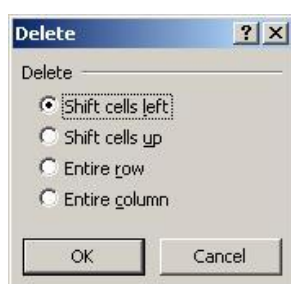 Delete
Delete
Shift cells left
Shift cells up
Entire row
Entire column
OK Cancel